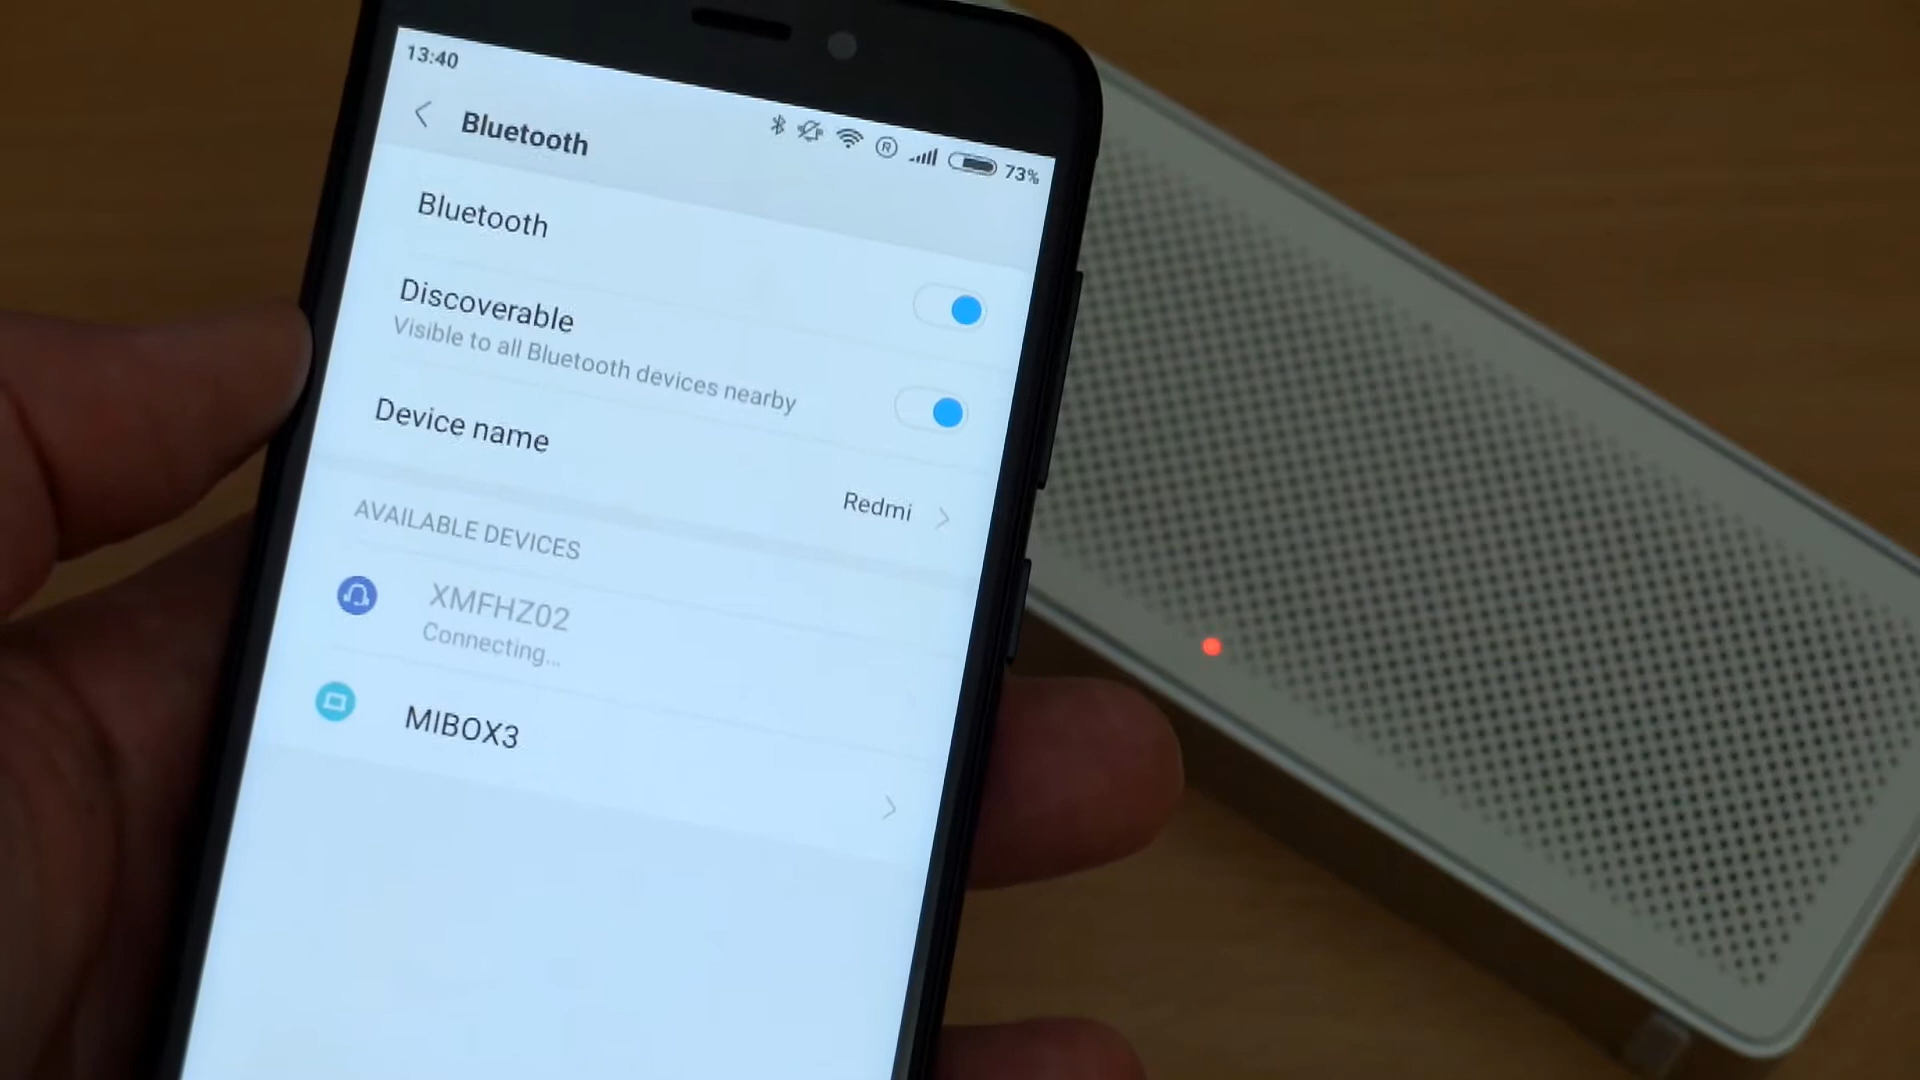 13:40
® 73%
Bluetooth
Bluetooth
Discoverable
Visible to all Bluetooth devices nearby
Device name
Redmi
AVAILABLE DEVICES
XMFHZ02
Connecting...
MIBOX3